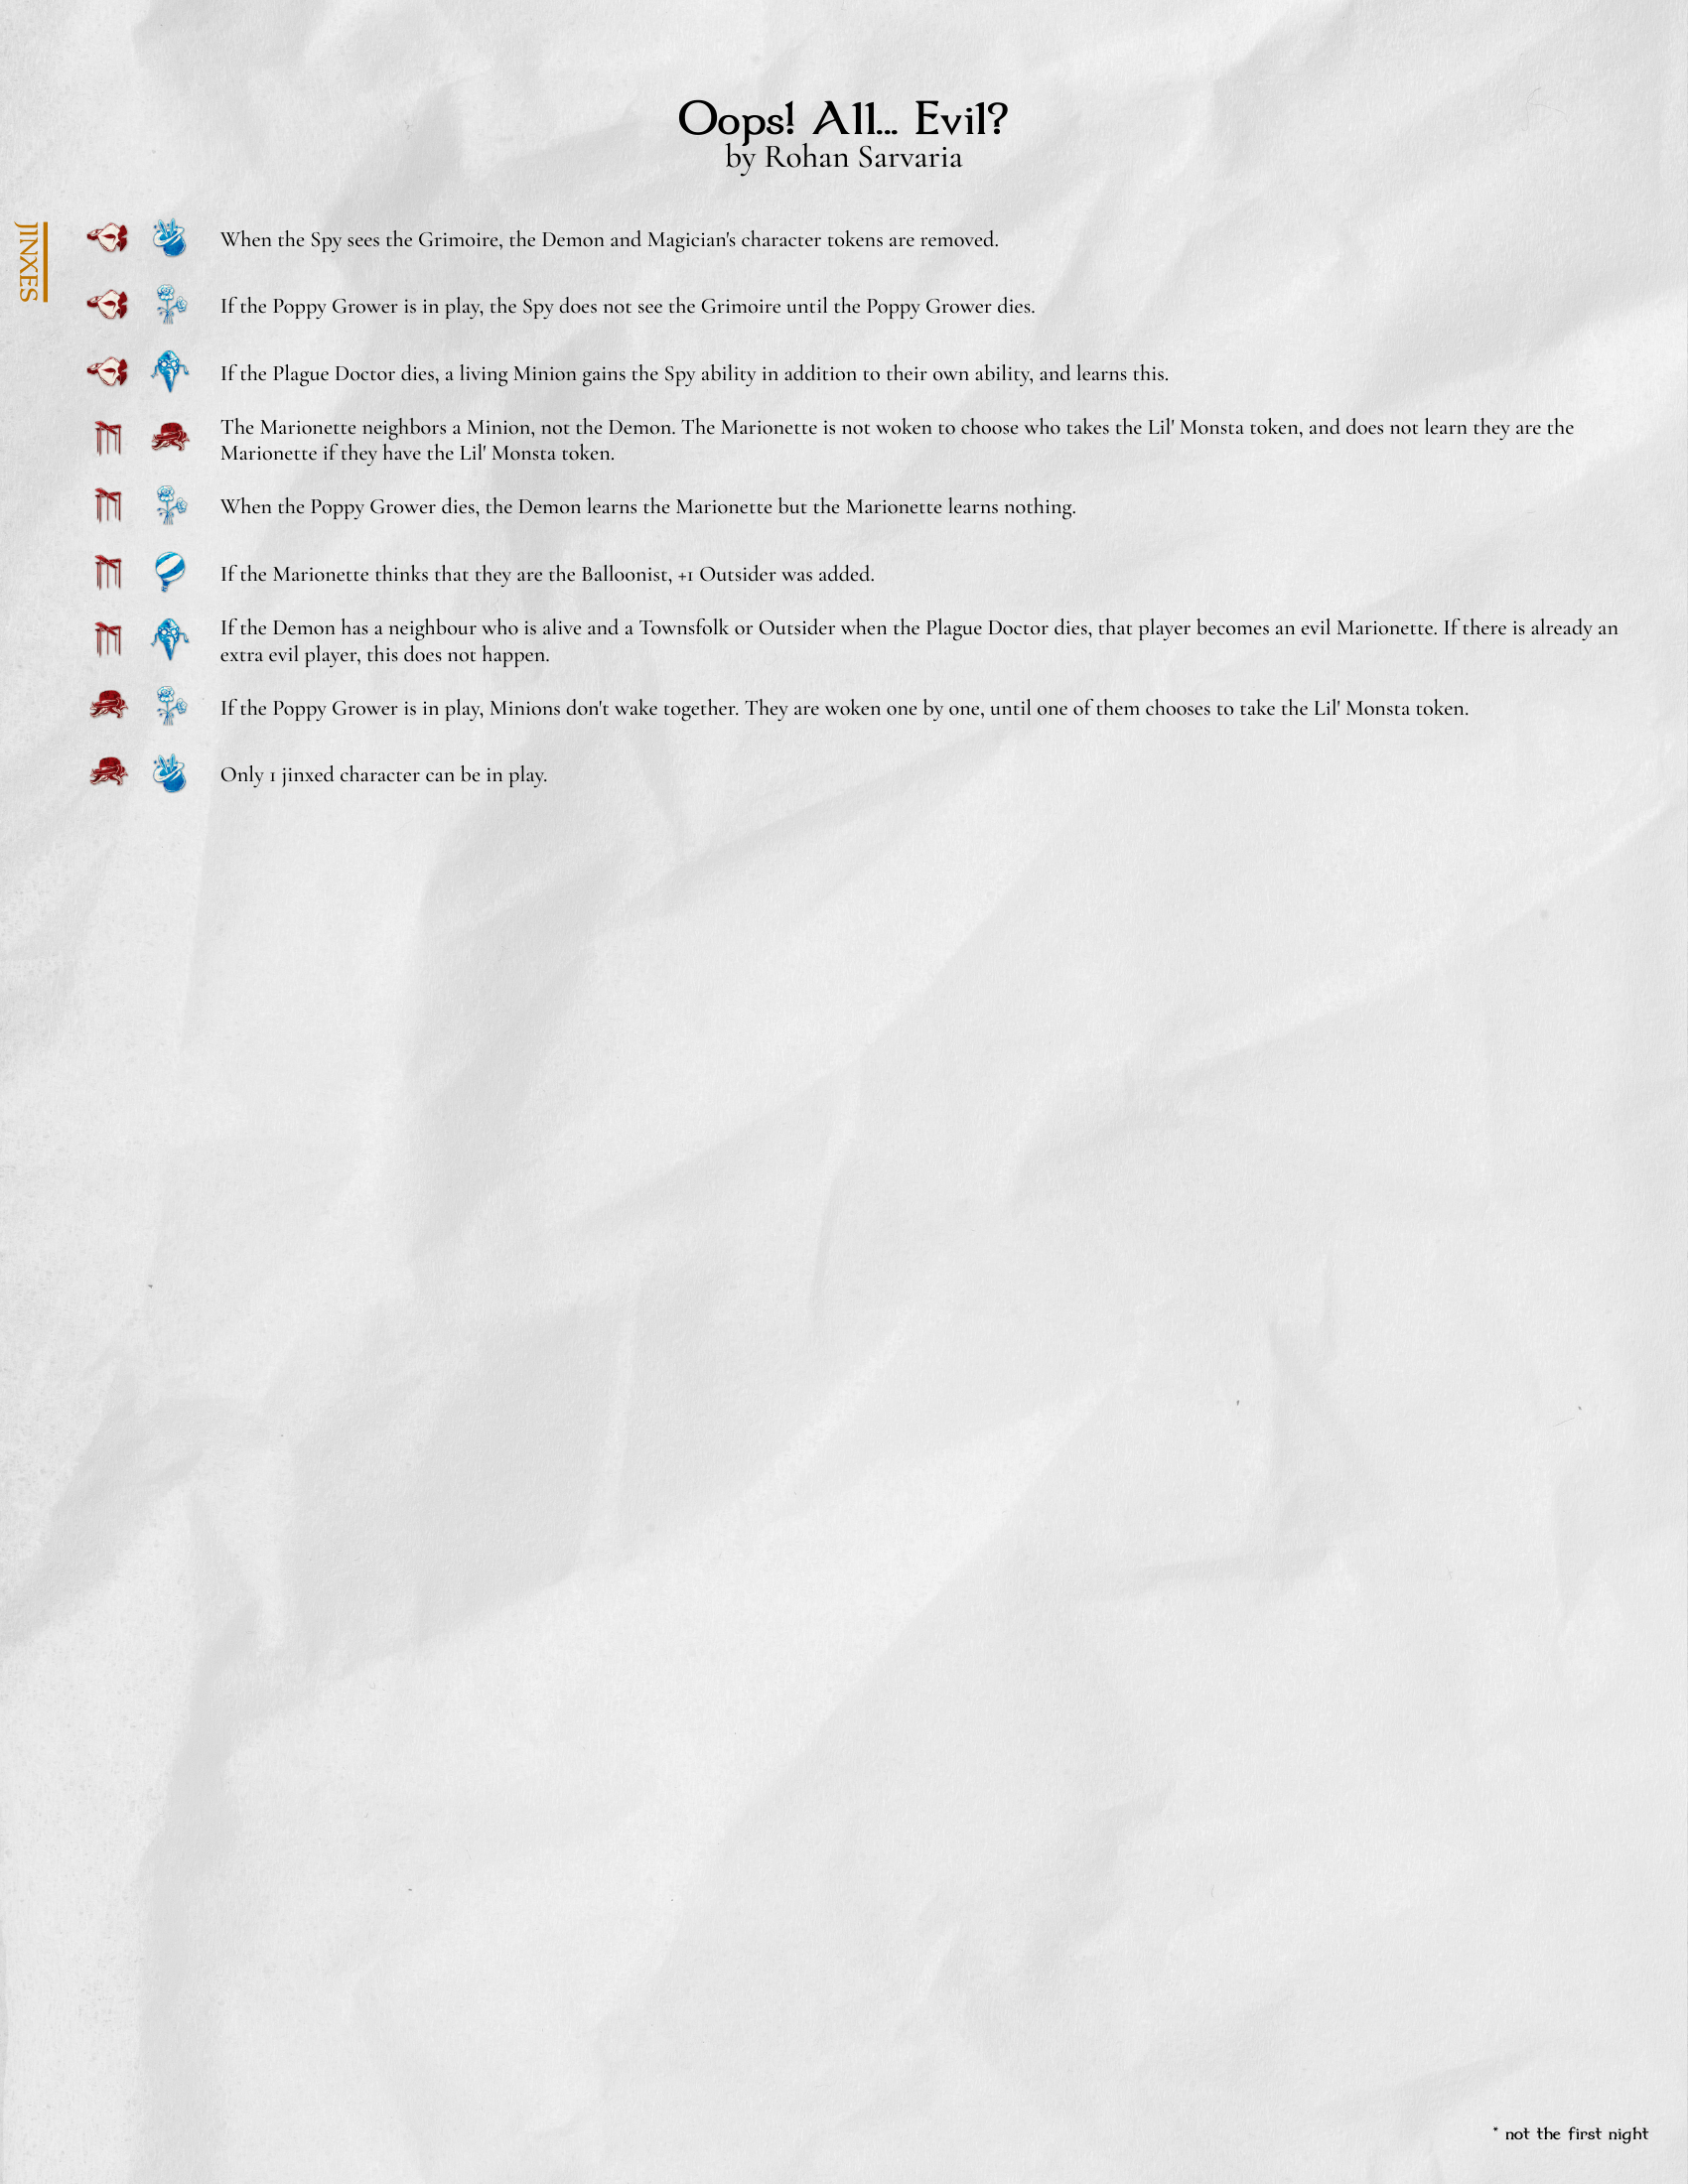 Oops! All... Evil?
by Rohan Sarvaria
JINXES
When the Spy sees the Grimoire, the Demon and Magician's character tokens are removed.
If the Poppy Grower is in play, the Spy does not see the Grimoire until the Poppy Grower dies.
If the Plague Doctor dies, a living Minion gains the Spy ability in addition to their own ability, and learns this.
The Marionette neighbors a Minion, not the Demon. The Marionette is not woken to choose who takes the Lil' Monsta token, and does not learn they are the
Marionette if they have the Lil' Monsta token.
When the Poppy Grower dies, the Demon learns the Marionette but the Marionette learns nothing.
If the Marionette thinks that they are the Balloonist, +1 Outsider was added.
If the Demon has a neighbour who is alive and a Townsfolk or Outsider when the Plague Doctor dies, that player becomes an evil Marionette. If there is already an
extra evil player, this does not happen.
If the Poppy Grower is in play, Minions don't wake together. They are woken one by one, until one of them chooses to take the Lil' Monsta token.
Only 1 jinxed character can be in play.
* not the first night